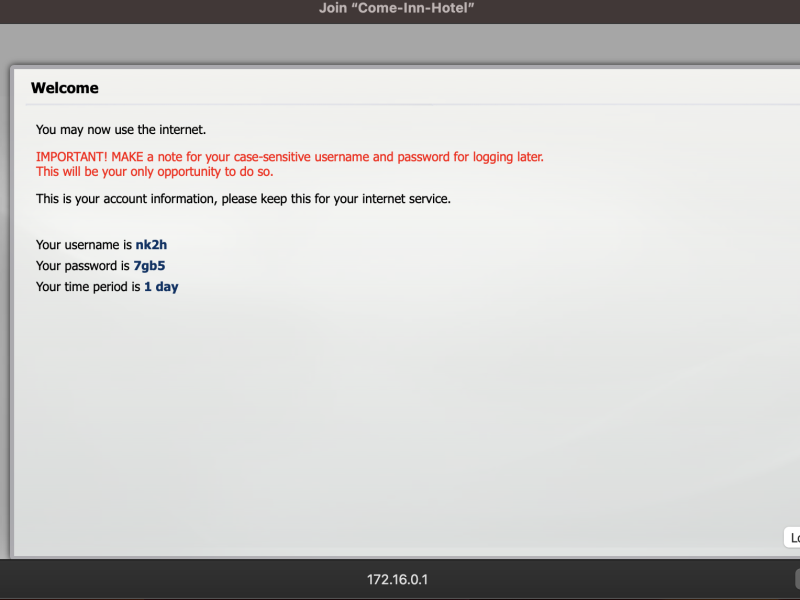 Join “Come-Inn-Hotel”
Welcome
You may now use the internet.
IMPORTANT! MAKE a note for your case-sensitive username and password for logging later.
This will be your only opportunity to do so.
This is your account information, please keep this for your internet service.
Your username is nk2h
Your password is 7gb5
Your time period is 1 day
172.16.0.1